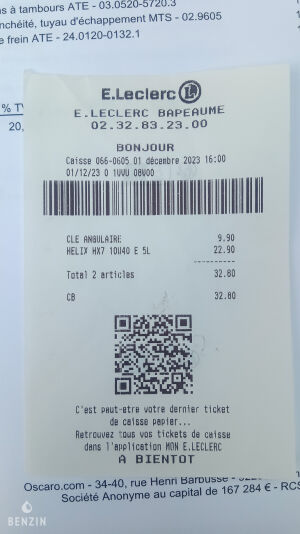 s à tambours ATE - 03.0520-5720.3
nchéité, tuyau d'échappement MTS - 02.9605
e frein ATE - 24.0120-0132.1
% TV
20,
E.Leclerc L
E.LECLERC BAPEAUME
02.32.83.23.00
BONJOUR
Caisse 066-0605 01 décembre 2023 16:00
01/12/23
CLE ANGULAIRE 9.90
HELIX HX7 10W40 E 5L 22.90
----------
Total 2 articles 32.80
CB 32.80
C'est peut-etre votre dernier ticket
de caisse papier...
Retrouvez tous vos tickets de caisse
dans l'application MON E.LECLERC
A BIENTOT
Oscaro.com - 34-40, rue Henri Barbusse -
Société Anonyme au capital de 167 284 € - RCS
BENZIN